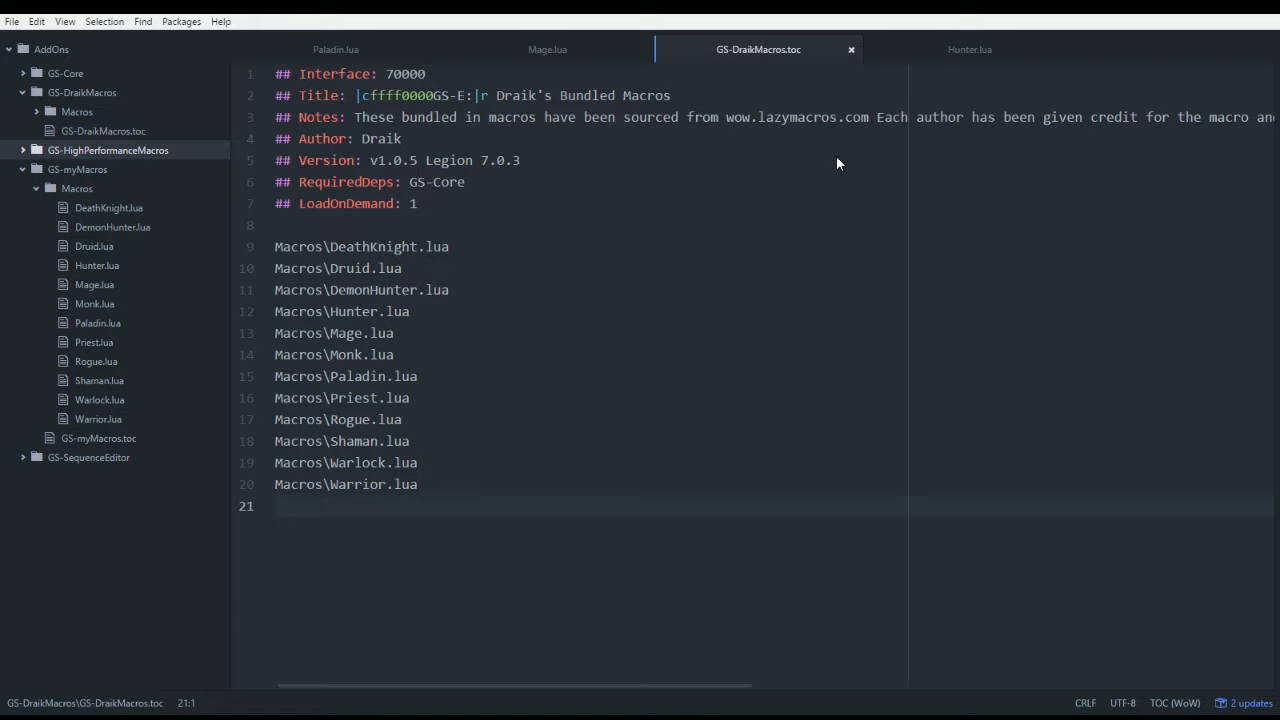 File Edit View Selection Find Packages Help
AddOns
GS-Core
GS-DraikMacros
Macros
GS-DraikMacros.toc
GS-HighPerformanceMacros
GS-myMacros
Macros
DeathKnight.lua
DemonHunter.lua
Druid.lua
Hunter.lua
Mage.lua
Monk.lua
Paladin.lua
Priest.lua
Rogue.lua
Shaman.lua
Warlock.lua
Warrior.lua
GS-myMacros.toc
GS-SequenceEditor
Paladin.lua Mage.lua GS-DraikMacros.toc Hunter.lua
1 ## Interface: 70000
2 ## Title: |cffff0000GS-E:|r Draik's Bundled Macros
3 ## Notes: These bundled in macros have been sourced from wow.lazymacros.com Each author has been given credit for the macro and
4 ## Author: Draik
5 ## Version: v1.0.5 Legion 7.0.3
6 ## RequiredDeps: GS-Core
7 ## LoadOnDemand: 1
8
9 Macros\DeathKnight.lua
10 Macros\Druid.lua
11 Macros\DemonHunter.lua
12 Macros\Hunter.lua
13 Macros\Mage.lua
14 Macros\Monk.lua
15 Macros\Paladin.lua
16 Macros\Priest.lua
17 Macros\Rogue.lua
18 Macros\Shaman.lua
19 Macros\Warlock.lua
20 Macros\Warrior.lua
21
GS-DraikMacros\GS-DraikMacros.toc 21:1 CRLF UTF-8 TOC (WoW) 2 updates